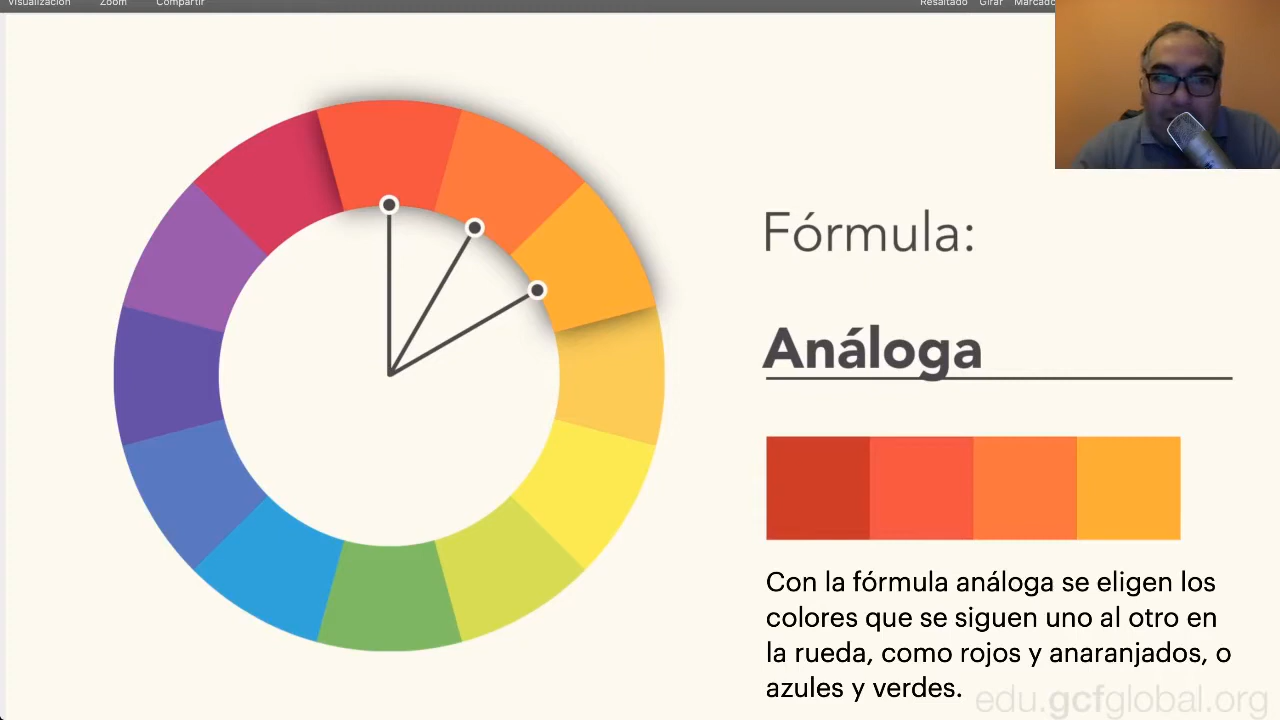 Visualización Zoom Compartir Resaltado Girar Marcado
Fórmula:
Análoga
Con la fórmula análoga se eligen los
colores que se siguen uno al otro en
la rueda, como rojos y anaranjados, o
azules y verdes.
edu.gcfglobal.org